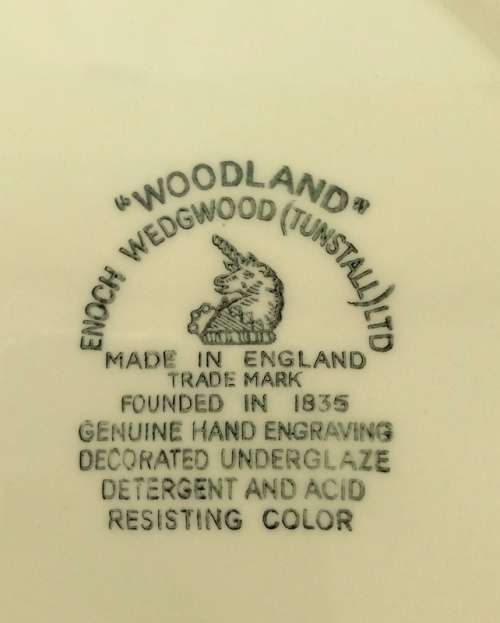 "WOODLAND"
ENOCH WEDGWOOD (TUNSTALL) LTD
MADE IN ENGLAND
TRADE MARK
FOUNDED IN 1835
GENUINE HAND ENGRAVING
DECORATED UNDERGLAZE
DETERGENT AND ACID
RESISTING COLOR